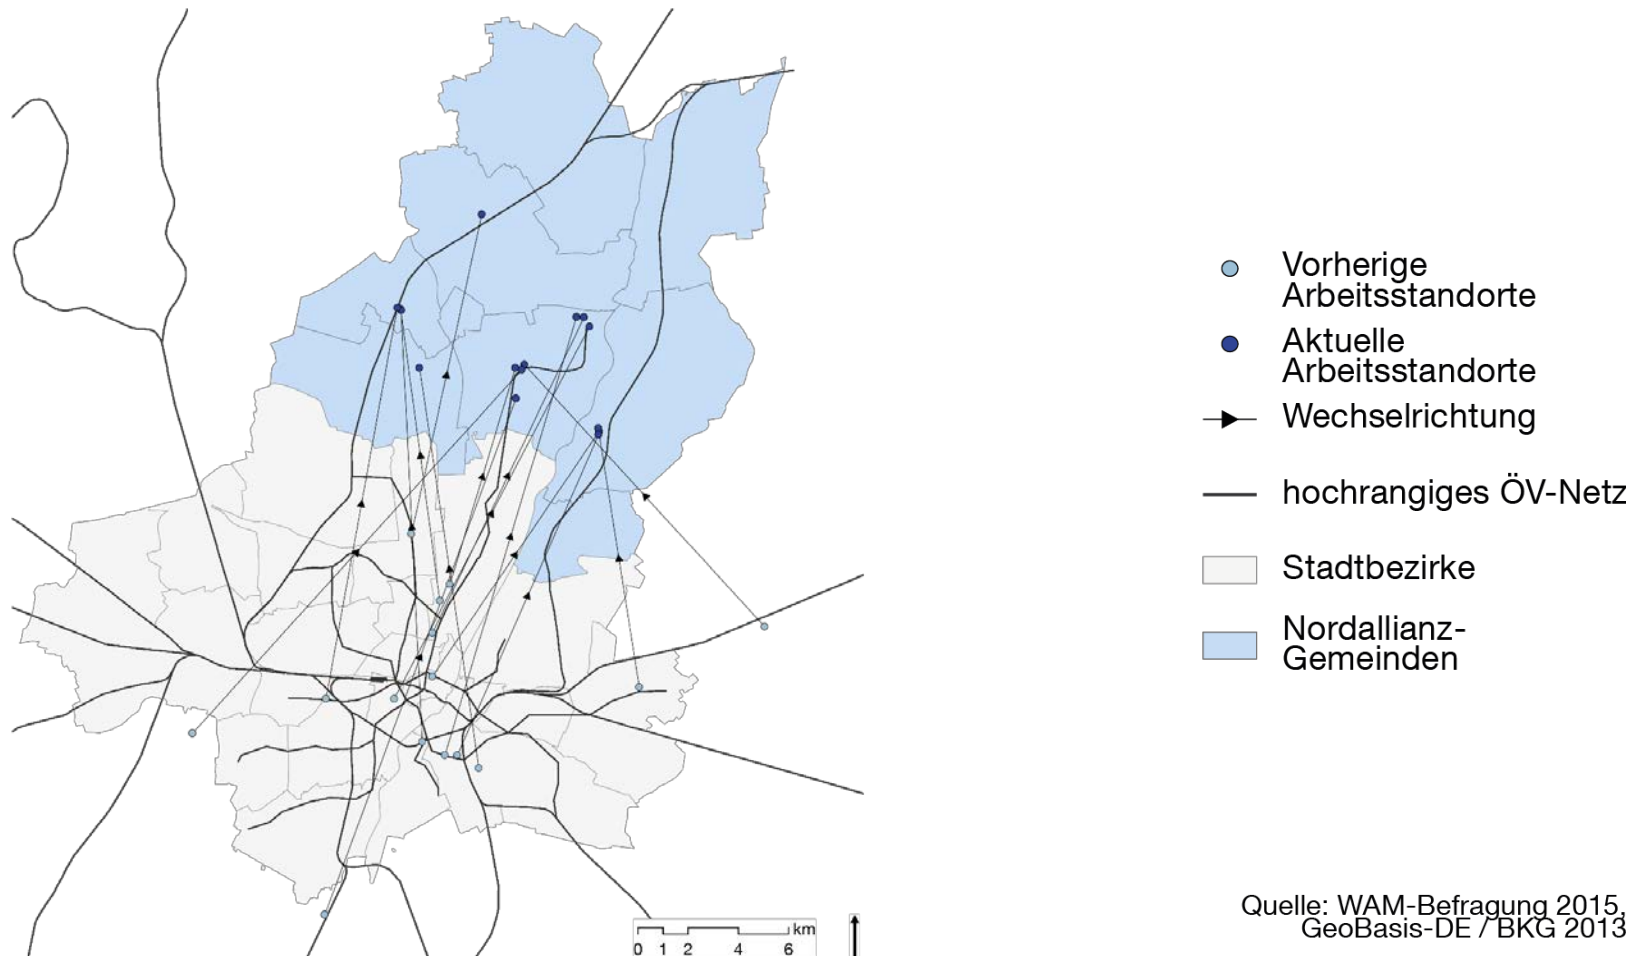 Vorherige
Arbeitsstandorte
Aktuelle
Arbeitsstandorte
Wechselrichtung
hochrangiges ÖV-Netz
Stadtbezirke
Nordallianz-
Gemeinden
Quelle: WAM-Befragung 2015,
GeoBasis-DE / BKG 2013
km
0 1 2 4 6